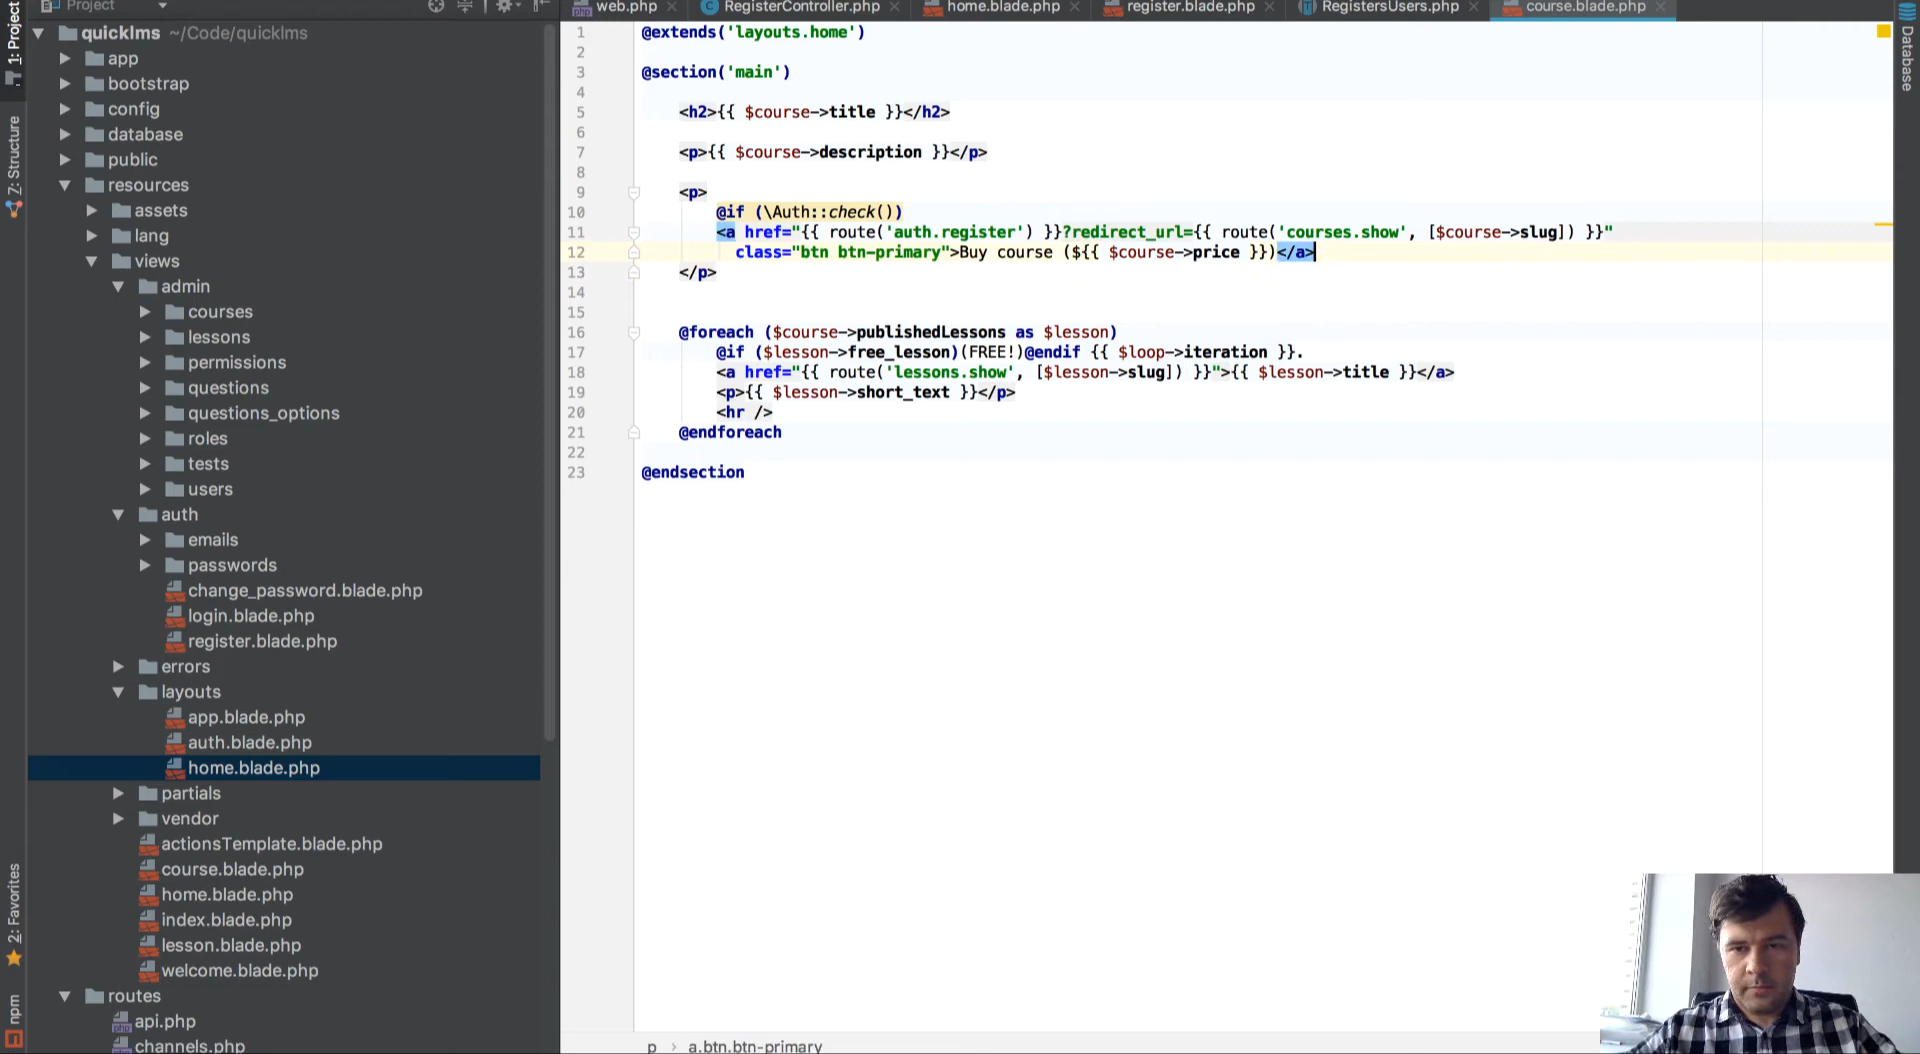 Project
web.php
RegisterController.php
home.blade.php
register.blade.php
RegistersUsers.php
course.blade.php
1: Project
7: Structure
2: Favorites
npm
Database
quicklms ~/Code/quicklms
app
bootstrap
config
database
public
resources
assets
lang
views
admin
courses
lessons
permissions
questions
questions_options
roles
tests
users
auth
emails
passwords
change_password.blade.php
login.blade.php
register.blade.php
errors
layouts
app.blade.php
auth.blade.php
home.blade.php
partials
vendor
actionsTemplate.blade.php
course.blade.php
home.blade.php
index.blade.php
lesson.blade.php
welcome.blade.php
routes
api.php
channels.php
1 @extends('layouts.home')
2
3 @section('main')
4
5 <h2>{{ $course->title }}</h2>
6
7 <p>{{ $course->description }}</p>
8
9 <p>
10 @if (\Auth::check())
11 <a href="{{ route('auth.register') }}?redirect_url={{ route('courses.show', [$course->slug]) }}"
12 class="btn btn-primary">Buy course (${{ $course->price }})</a>
13 </p>
14
15
16 @foreach ($course->publishedLessons as $lesson)
17 @if ($lesson->free_lesson)(FREE!)@endif {{ $loop->iteration }}.
18 <a href="{{ route('lessons.show', [$lesson->slug]) }}">{{ $lesson->title }}</a>
19 <p>{{ $lesson->short_text }}</p>
20 <hr />
21 @endforeach
22
23 @endsection
p › a.btn.btn-primary